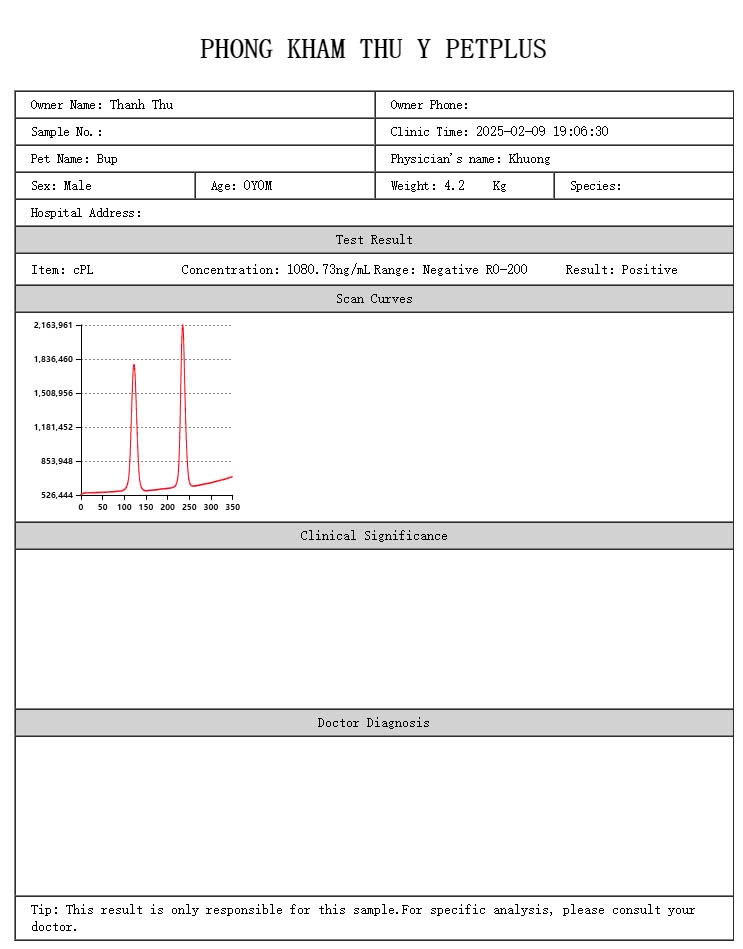 PHONG KHAM THU Y PETPLUS
Owner Name: Thanh Thu
Owner Phone:
Sample No.:
Clinic Time: 2025-02-09 19:06:30
Pet Name: Bup
Physician's name: Khuong
Sex: Male
Age: 0Y0M
Weight: 4.2 Kg
Species:
Hospital Address:
Test Result
Item: cPL
Concentration: 1080.73ng/mL
Range: Negative R0-200
Result: Positive
Scan Curves
2,163,961
1,836,460
1,508,956
1,181,452
853,948
526,444
0 50 100 150 200 250 300 350
Clinical Significance
Doctor Diagnosis
Tip: This result is only responsible for this sample.For specific analysis, please consult your
doctor.